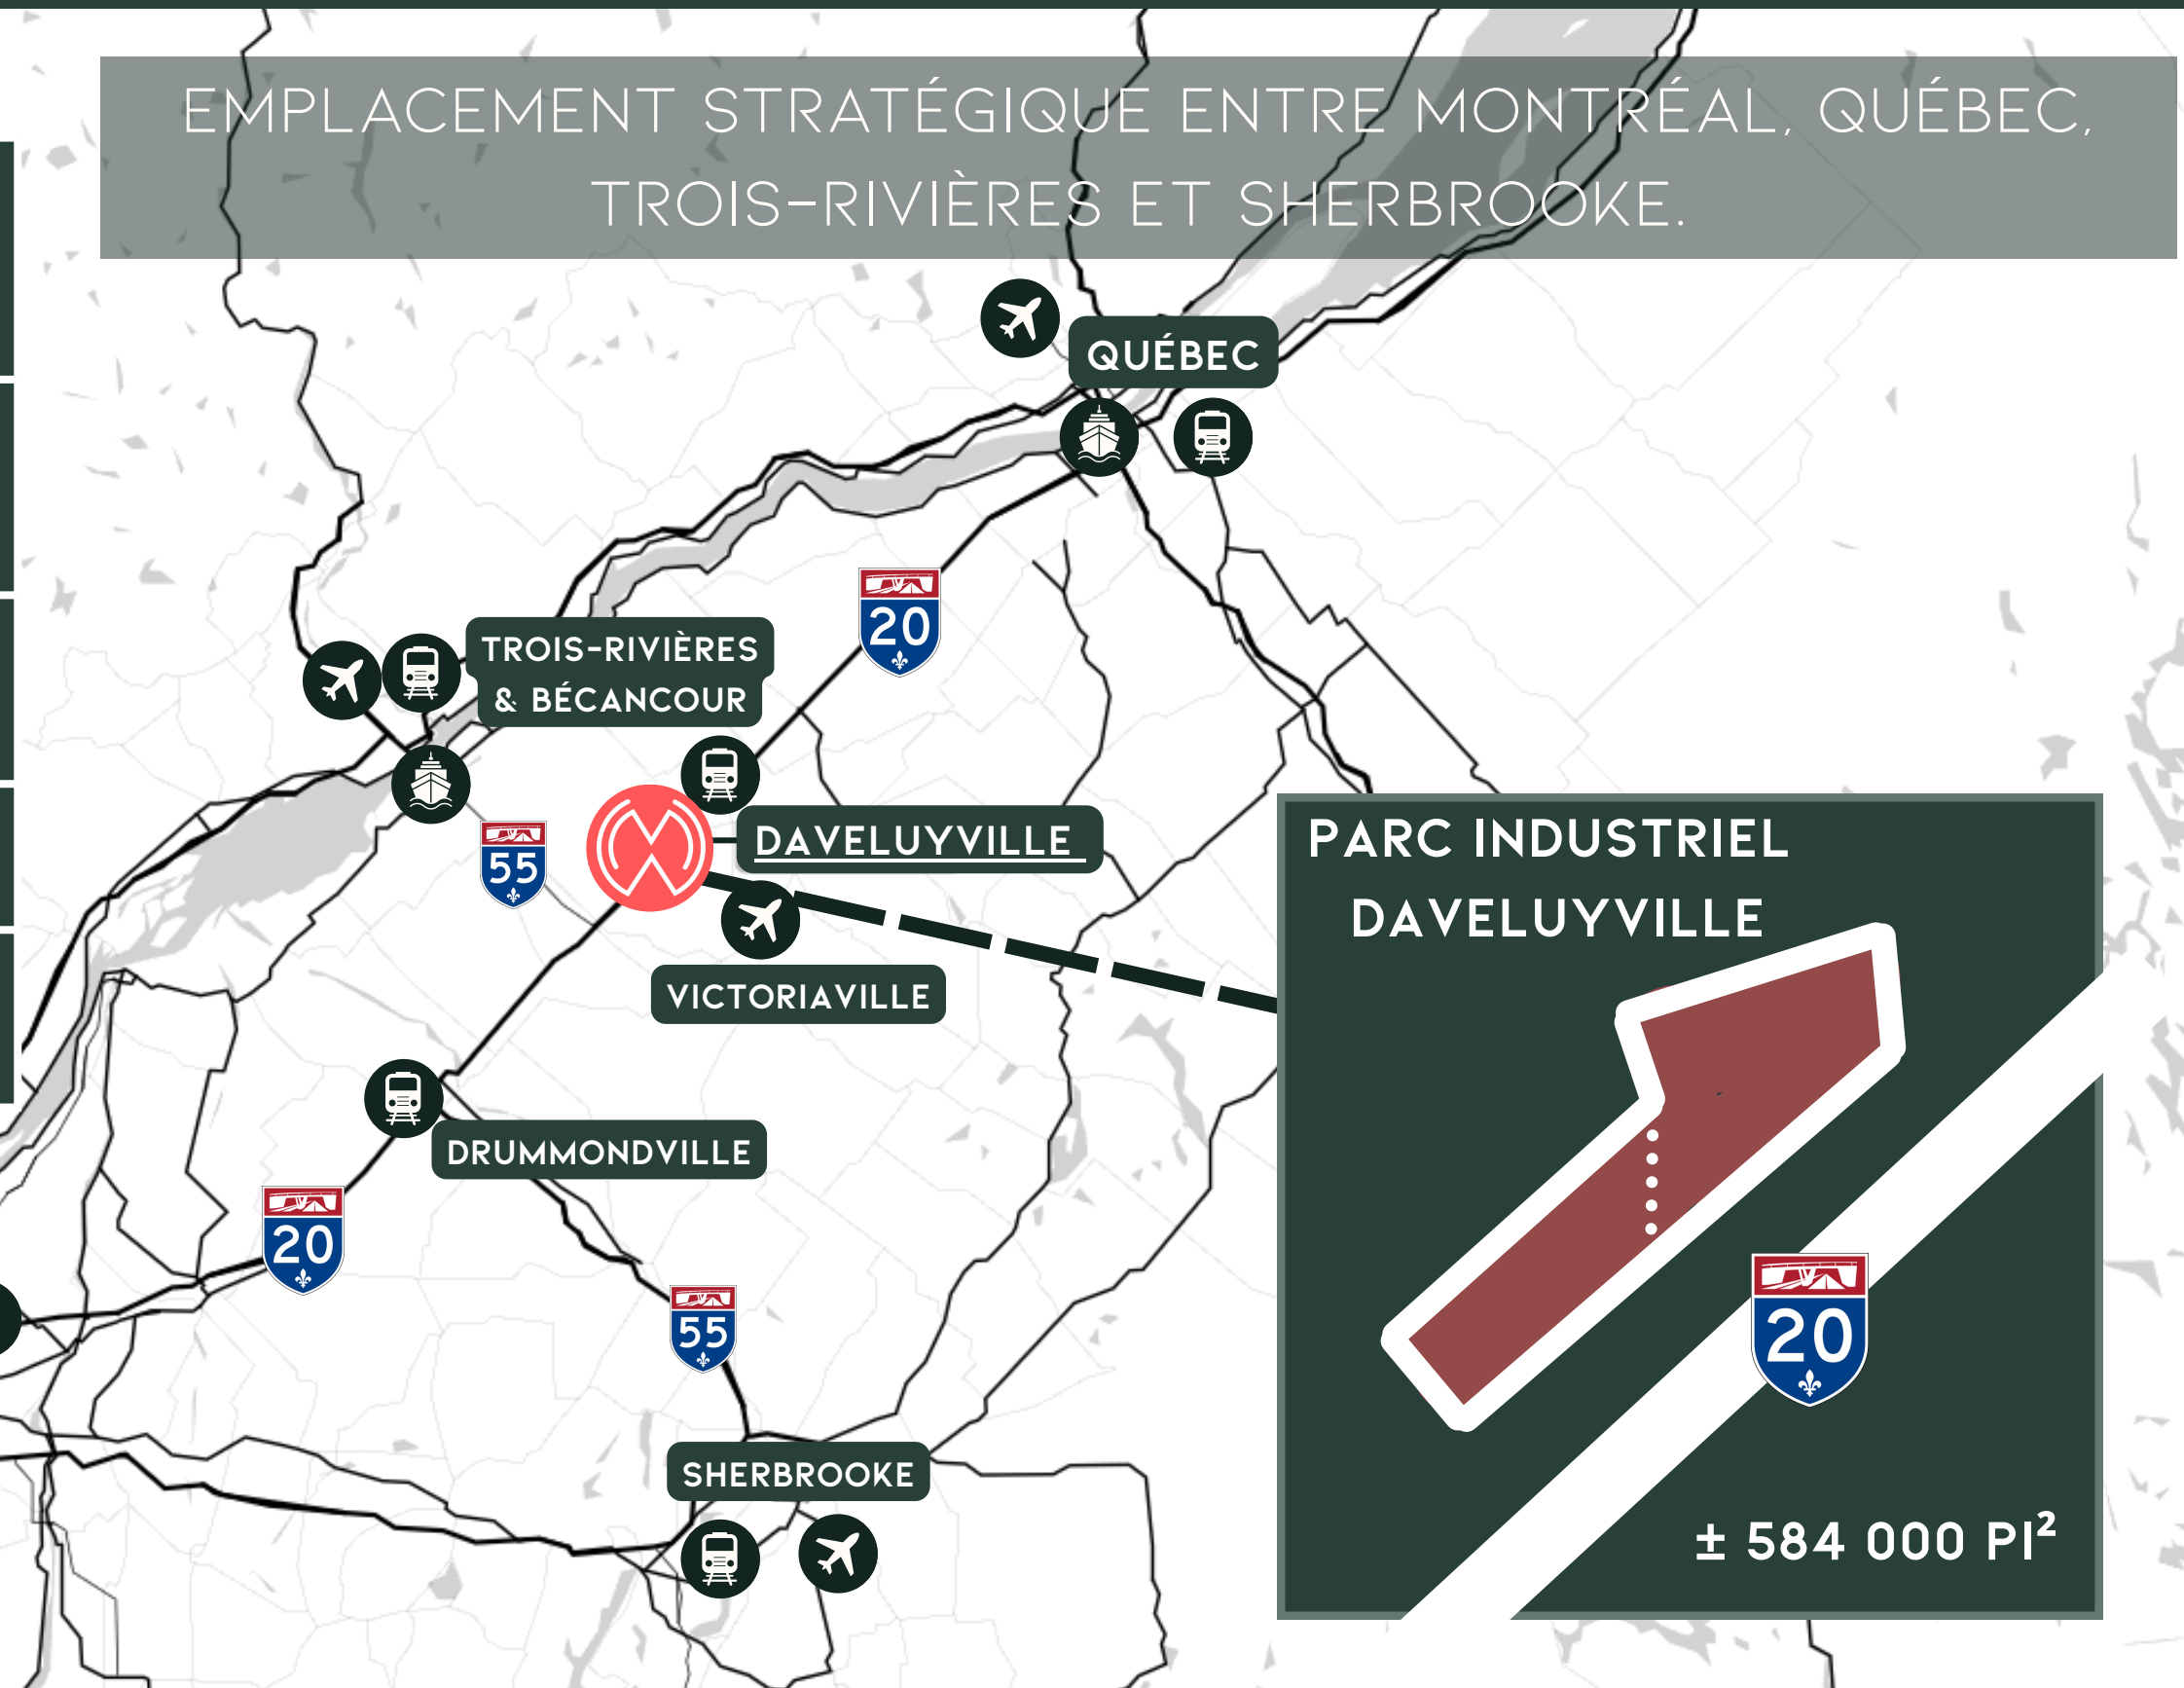 EMPLACEMENT STRATÉGIQUE ENTRE MONTRÉAL, QUÉBEC,
TROIS-RIVIÈRES ET SHERBROOKE.
QUÉBEC
20
TROIS-RIVIÈRES
& BÉCANCOUR
55
DAVELUYVILLE
VICTORIAVILLE
DRUMMONDVILLE
20
55
SHERBROOKE
PARC INDUSTRIEL
DAVELUYVILLE
20
± 584 000 PI²